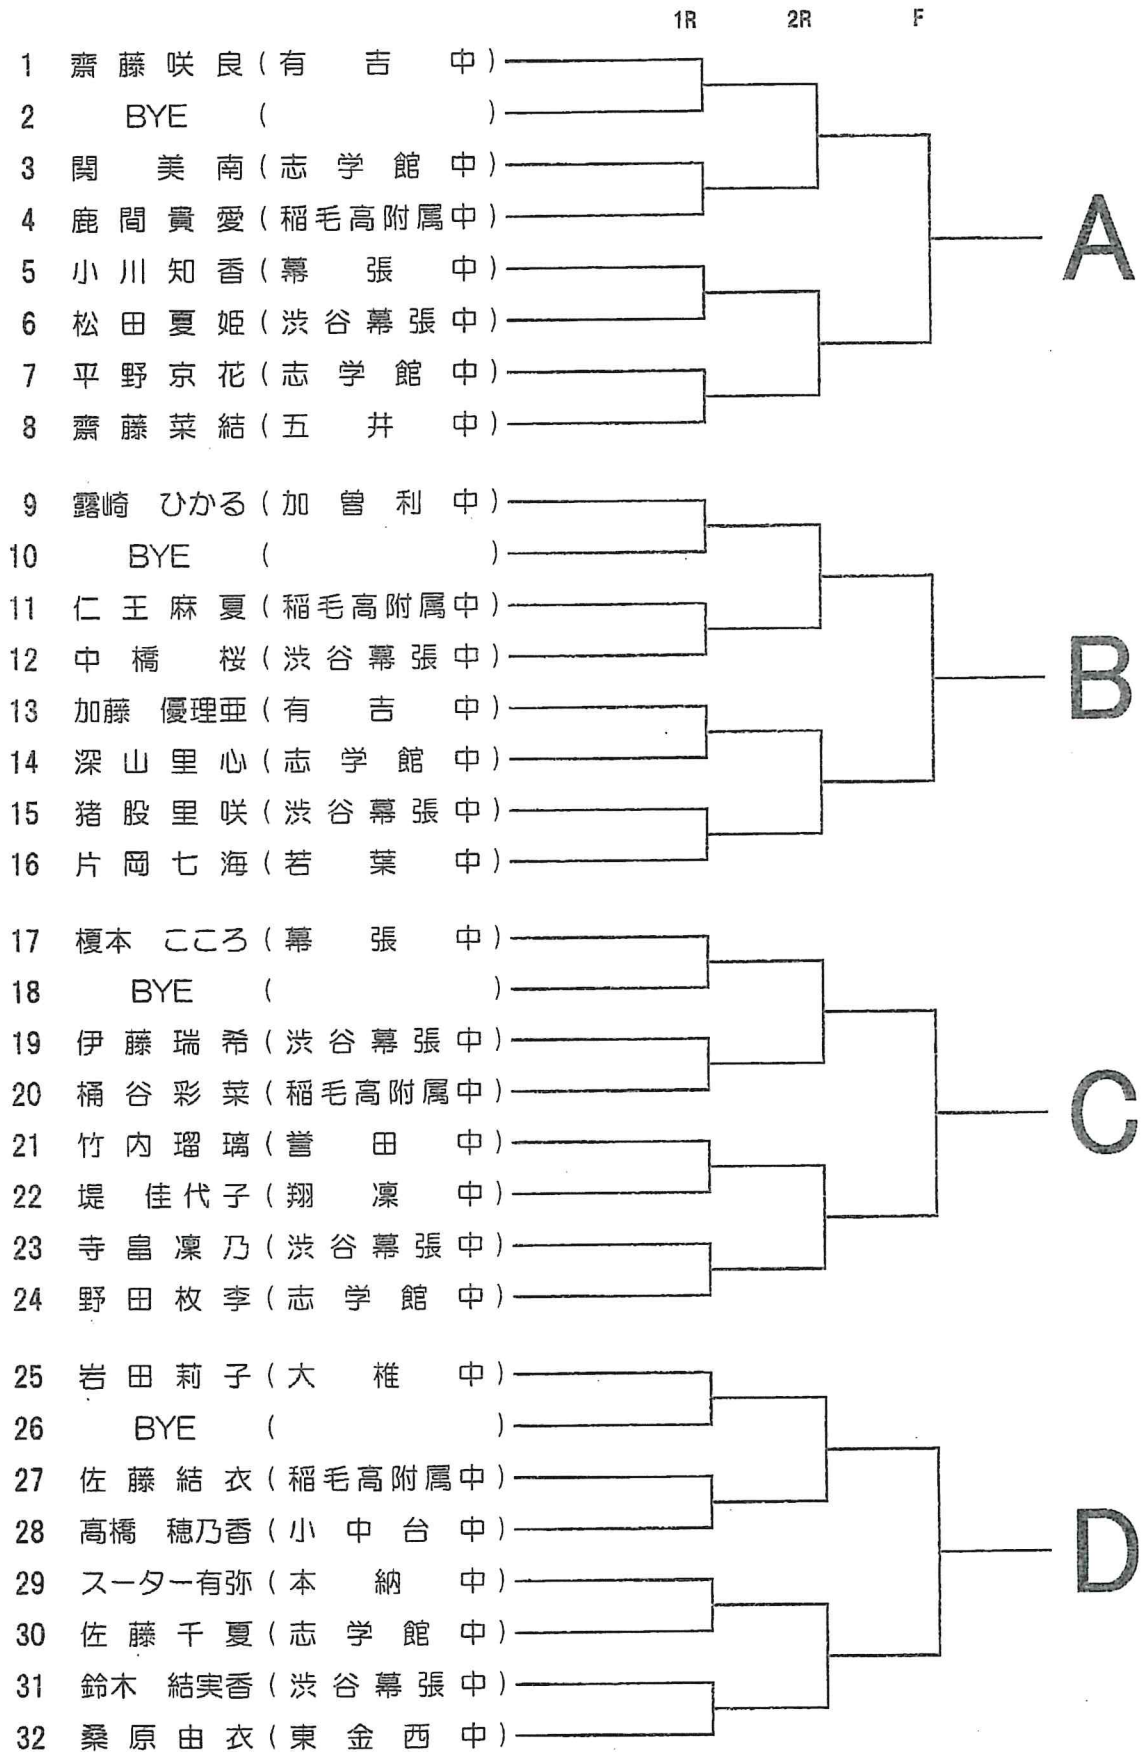 1R 2R F
1 齋藤咲良(有吉中)
2 BYE ( )
3 関美南(志学館中)
4 鹿間貴愛(稲毛高附属中)
A
5 小川知香(幕張中)
6 松田夏姫(渋谷幕張中)
7 平野京花(志学館中)
8 齋藤菜結(五井中)
9 露崎 ひかる(加曽利中)
10 BYE ( )
11 仁王麻夏(稲毛高附属中)
12 中橋桜(渋谷幕張中)
B
13 加藤 優理亜(有吉中)
14 深山里心(志学館中)
15 猪股里咲(渋谷幕張中)
16 片岡七海(若葉中)
17 榎本 こころ(幕張中)
18 BYE ( )
19 伊藤瑞希(渋谷幕張中)
20 桶谷彩菜(稲毛高附属中)
C
21 竹内瑠璃(誉田中)
22 堤 佳代子(翔凜中)
23 寺畠凜乃(渋谷幕張中)
24 野田枚李(志学館中)
25 岩田莉子(大椎中)
26 BYE ( )
27 佐藤結衣(稲毛高附属中)
28 高橋 穂乃香(小中台中)
D
29 スーター有弥(本納中)
30 佐藤千夏(志学館中)
31 鈴木 結実香(渋谷幕張中)
32 桑原由衣(東金西中)